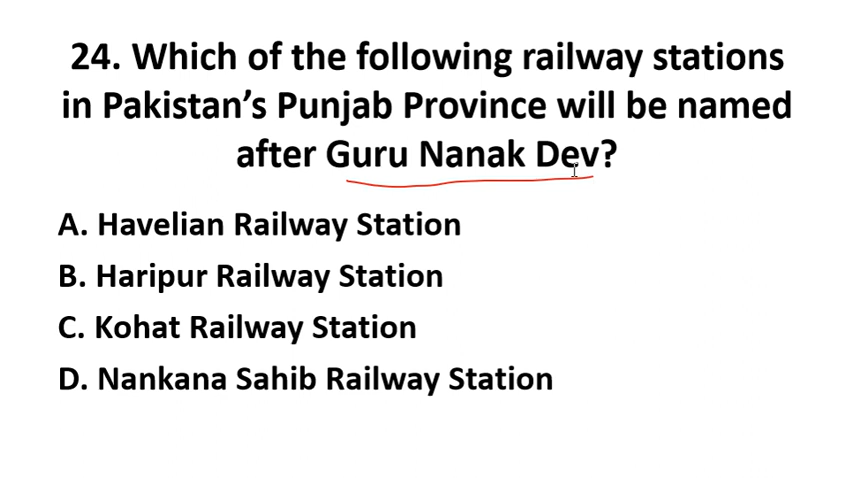 24. Which of the following railway stations
in Pakistan’s Punjab Province will be named
after Guru Nanak Dev?
A. Havelian Railway Station
B. Haripur Railway Station
C. Kohat Railway Station
D. Nankana Sahib Railway Station